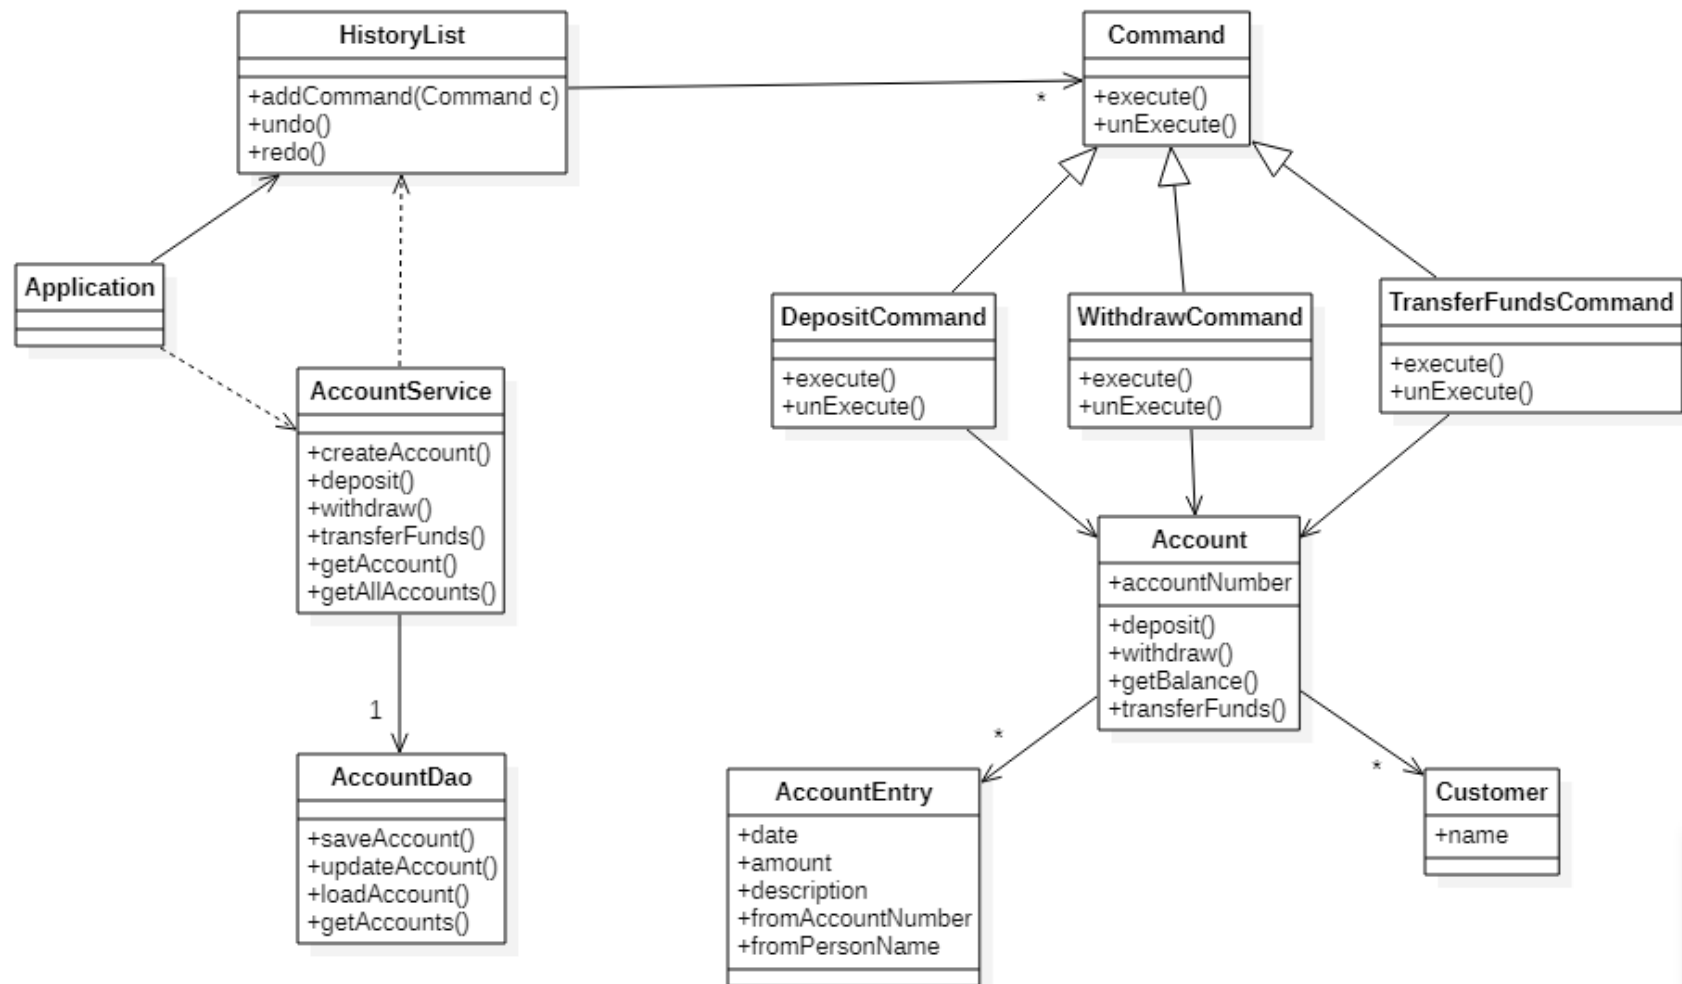 HistoryList
+addCommand(Command c)
+undo()
+redo()
Command
+execute()
+unExecute()
*
Application
AccountService
+createAccount()
+deposit()
+withdraw()
+transferFunds()
+getAccount()
+getAllAccounts()
1
AccountDao
+saveAccount()
+updateAccount()
+loadAccount()
+getAccounts()
DepositCommand
+execute()
+unExecute()
WithdrawCommand
+execute()
+unExecute()
TransferFundsCommand
+execute()
+unExecute()
Account
+accountNumber
+deposit()
+withdraw()
+getBalance()
+transferFunds()
*
*
AccountEntry
+date
+amount
+description
+fromAccountNumber
+fromPersonName
Customer
+name